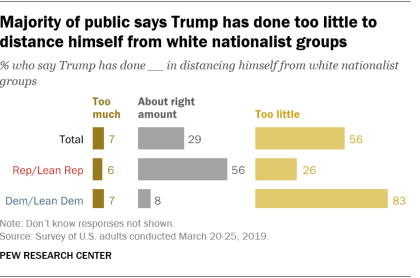 Majority of public says Trump has done too little to
distance himself from white nationalist groups
% who say Trump has done __ in distancing himself from white nationalist
groups
Too much
About right amount
Too little
Total 7 29 56
Rep/Lean Rep 6 56 26
Dem/Lean Dem 7 8 83
Note: Don't know responses not shown.
Source: Survey of U.S. adults conducted March 20-25, 2019.
PEW RESEARCH CENTER